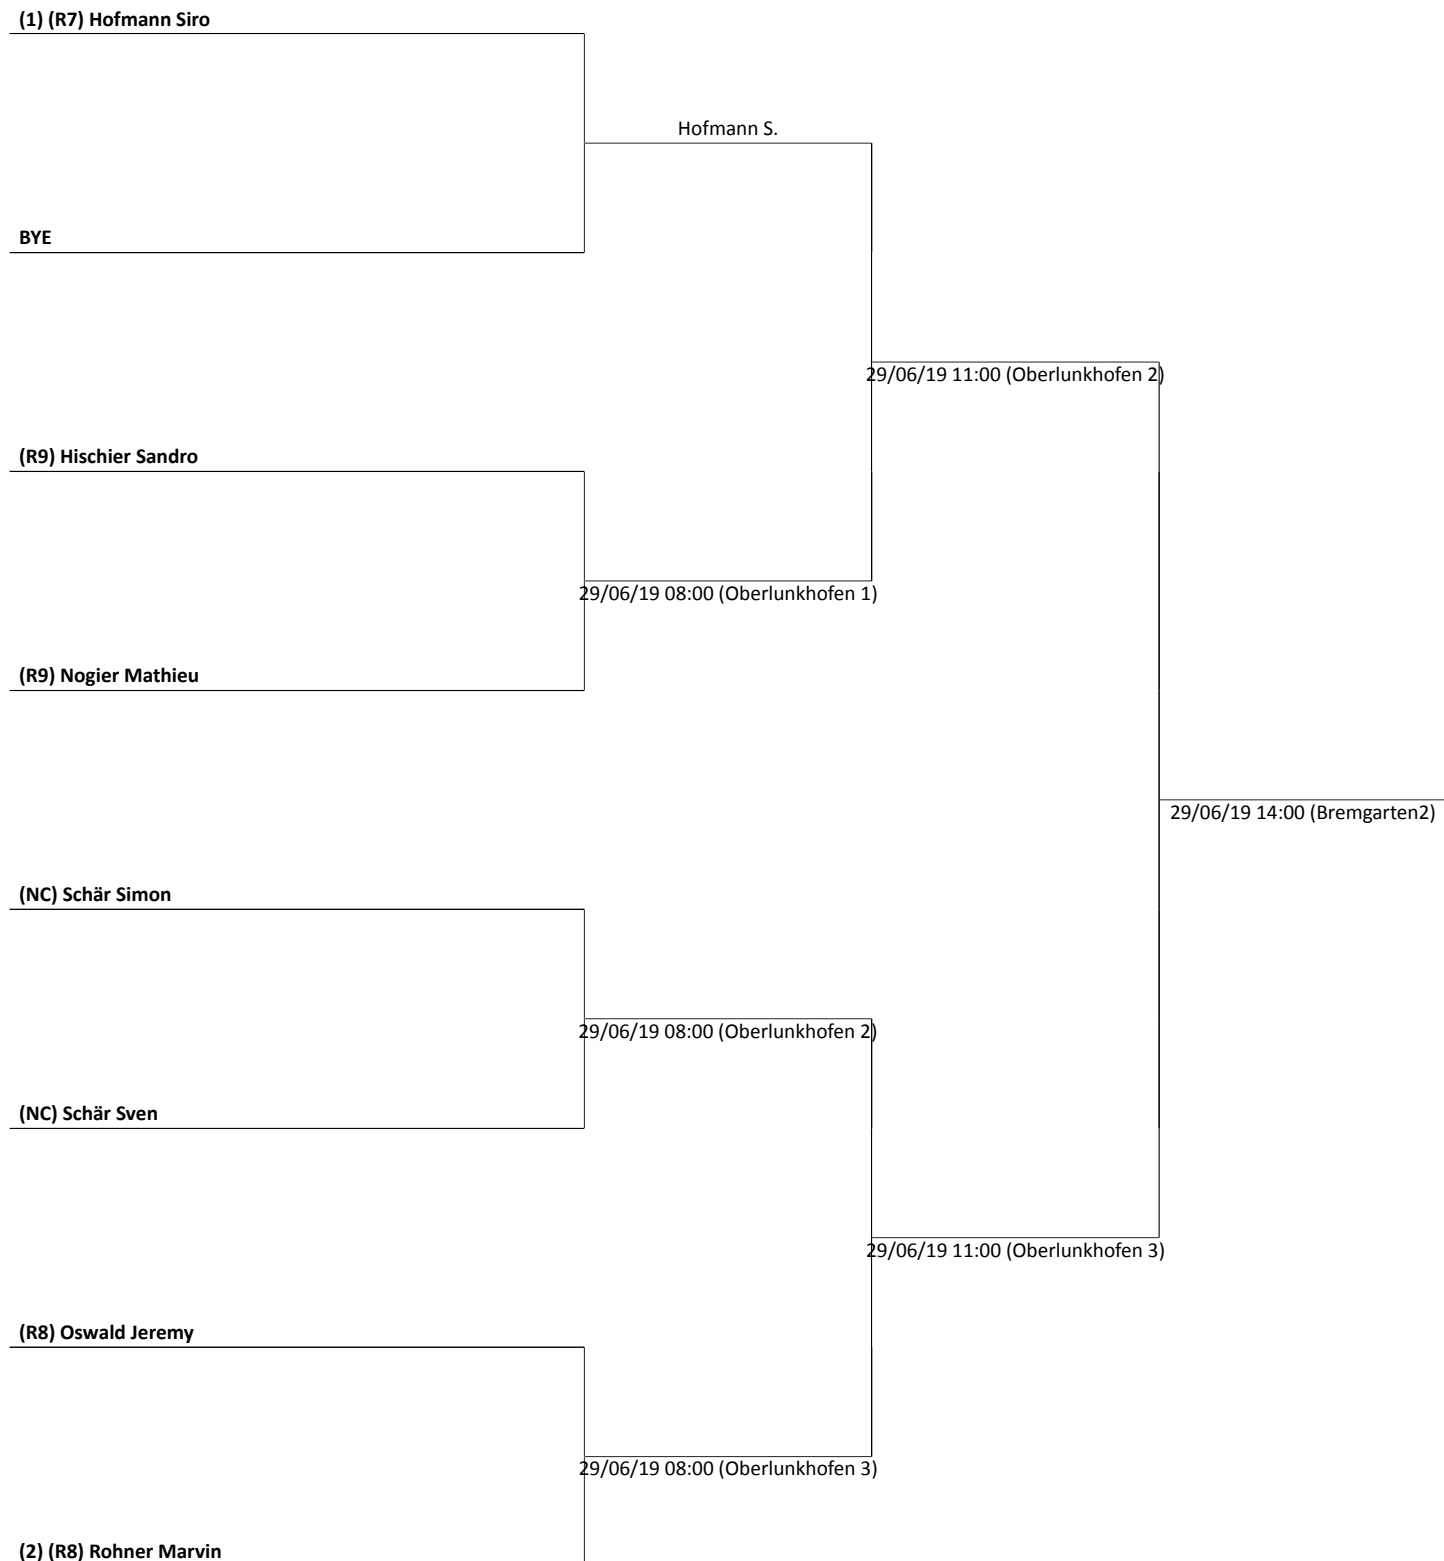 (1) (R7) Hofmann Siro
Hofmann S.
BYE
29/06/19 11:00 (Oberlunkhofen 2)
(R9) Hischier Sandro
29/06/19 08:00 (Oberlunkhofen 1)
(R9) Nogier Mathieu
29/06/19 14:00 (Bremgarten2)
(NC) Schär Simon
29/06/19 08:00 (Oberlunkhofen 2)
(NC) Schär Sven
29/06/19 11:00 (Oberlunkhofen 3)
(R8) Oswald Jeremy
29/06/19 08:00 (Oberlunkhofen 3)
(2) (R8) Rohner Marvin